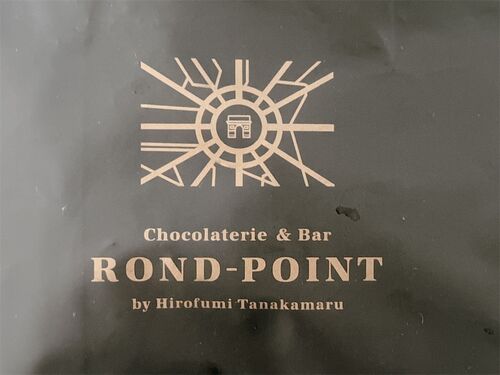 Chocolaterie & Bar
ROND-POINT
by Hirofumi Tanakamaru